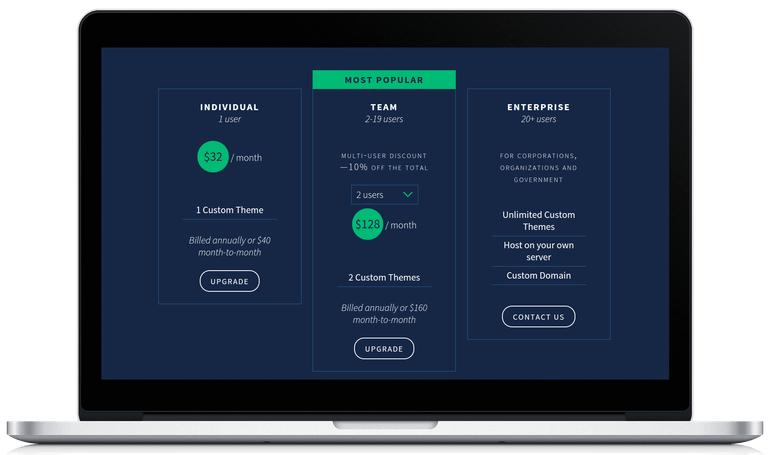 MOST POPULAR
INDIVIDUAL
1 user
$32 / month
1 Custom Theme
Billed annually or $40
month-to-month
UPGRADE
TEAM
2-19 users
MULTI-USER DISCOUNT
—10% OFF THE TOTAL
2 users
$128 / month
2 Custom Themes
Billed annually or $160
month-to-month
UPGRADE
ENTERPRISE
20+ users
FOR CORPORATIONS,
ORGANIZATIONS AND
GOVERNMENT
Unlimited Custom
Themes
Host on your own
server
Custom Domain
CONTACT US